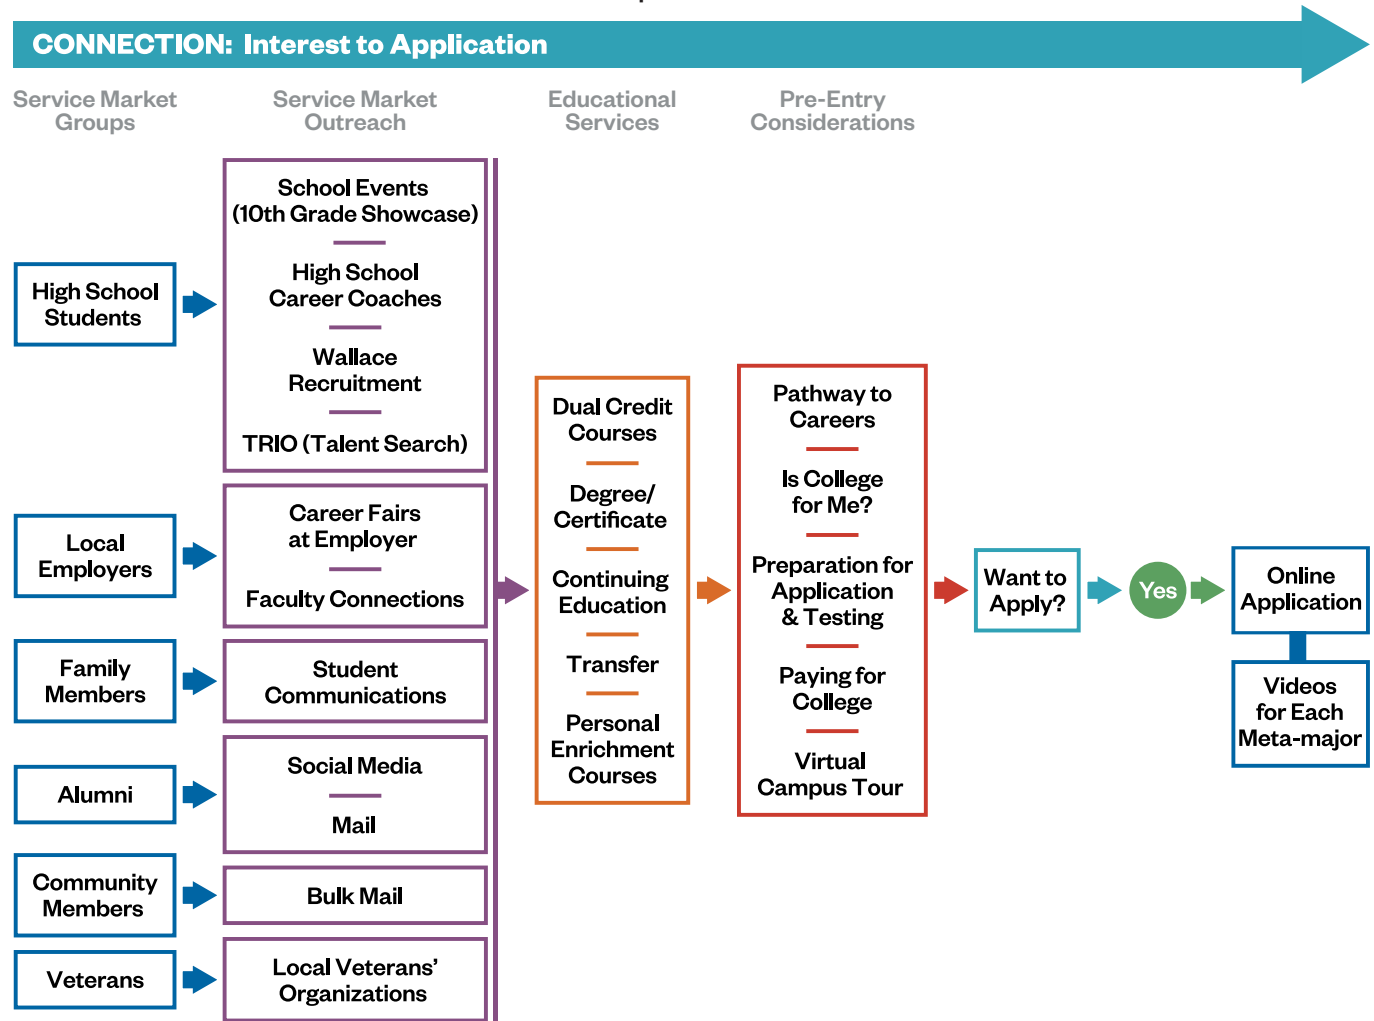 CONNECTION: Interest to Application
Service Market
Groups
Service Market
Outreach
Educational
Services
Pre-Entry
Considerations
High School
Students
School Events
(10th Grade Showcase)
High School
Career Coaches
Wallace
Recruitment
TRIO (Talent Search)
Local
Employers
Career Fairs
at Employer
Faculty Connections
Family
Members
Student
Communications
Alumni
Social Media
Mail
Community
Members
Bulk Mail
Veterans
Local Veterans’
Organizations
Dual Credit
Courses
Degree/
Certificate
Continuing
Education
Transfer
Personal
Enrichment
Courses
Pathway to
Careers
Is College
for Me?
Preparation for
Application
& Testing
Paying for
College
Virtual
Campus Tour
Want to
Apply?
Yes
Online
Application
Videos
for Each
Meta-major